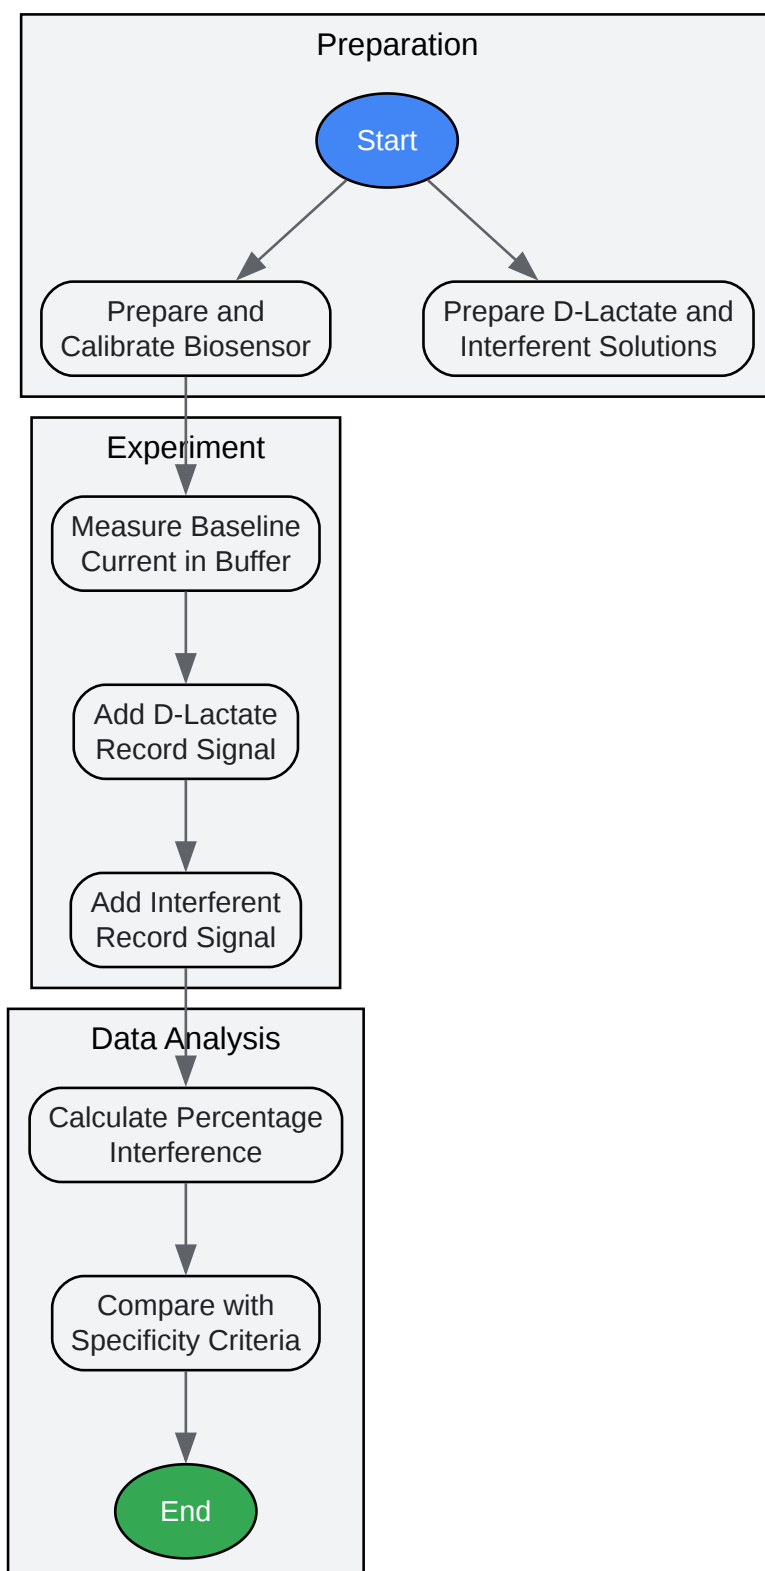 Preparation
Start
Prepare and
Calibrate Biosensor
Prepare D-Lactate and
Interferent Solutions
Experiment
Measure Baseline
Current in Buffer
Add D-Lactate
Record Signal
Add Interferent
Record Signal
Data Analysis
Calculate Percentage
Interference
Compare with
Specificity Criteria
End